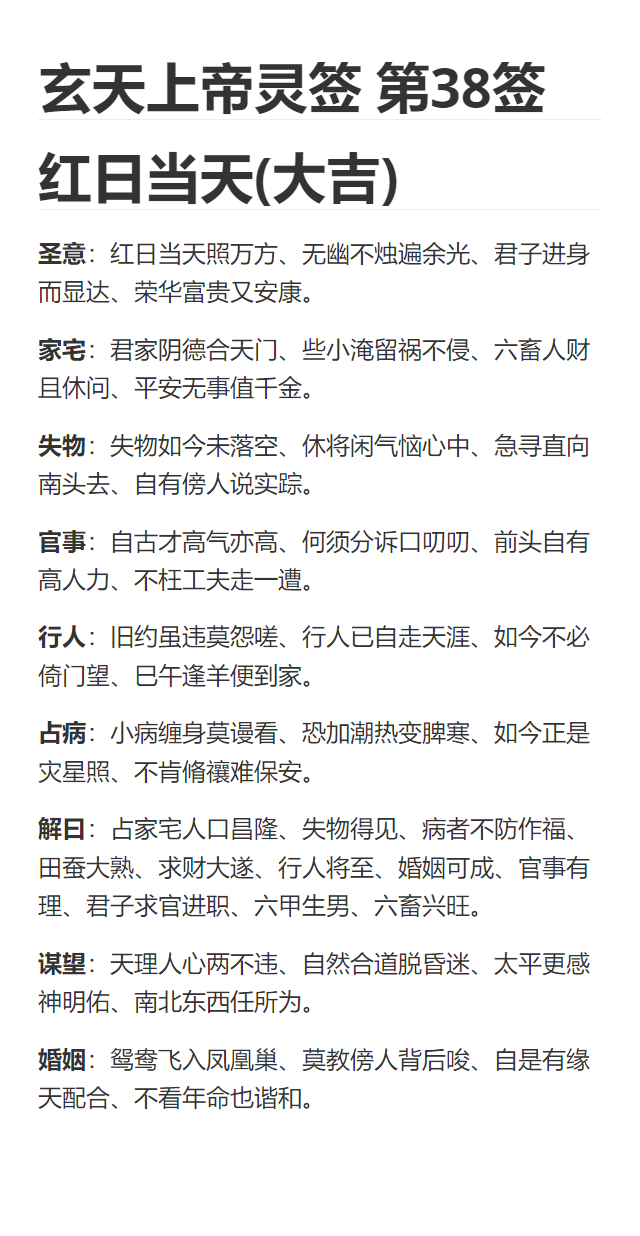 玄天上帝灵签 第38签
红日当天(大吉)
圣意：红日当天照万方、无幽不烛遍余光、君子进身
而显达、荣华富贵又安康。
家宅：君家阴德合天门、些小淹留祸不侵、六畜人财
且休问、平安无事值千金。
失物：失物如今未落空、休将闲气恼心中、急寻直向
南头去、自有傍人说实踪。
官事：自古才高气亦高、何须分诉口叨叨、前头自有
高人力、不枉工夫走一遭。
行人：旧约虽违莫怨嗟、行人已自走天涯、如今不必
倚门望、巳午逢羊便到家。
占病：小病缠身莫谩看、恐加潮热变脾寒、如今正是
灾星照、不肯脩禳难保安。
解曰：占家宅人口昌隆、失物得见、病者不防作福、
田蚕大熟、求财大遂、行人将至、婚姻可成、官事有
理、君子求官进职、六甲生男、六畜兴旺。
谋望：天理人心两不违、自然合道脱昏迷、太平更感
神明佑、南北东西任所为。
婚姻：鸳鸯飞入凤凰巢、莫教傍人背后唆、自是有缘
天配合、不看年命也谐和。